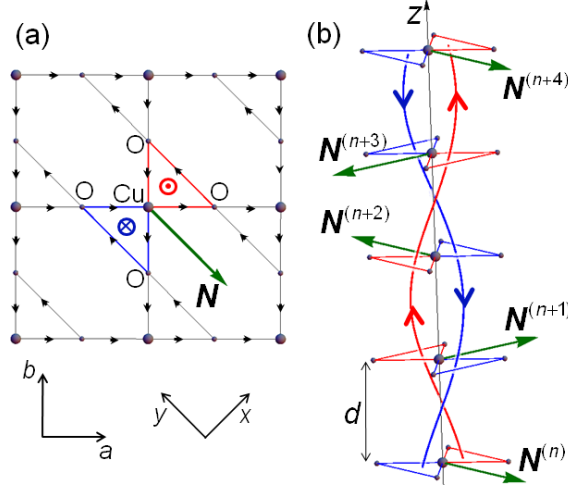 (a)
O
O
Cu
O
O
N
b
a
y
x
(b)
z
N(n+4)
N(n+3)
N(n+2)
N(n+1)
d
N(n)